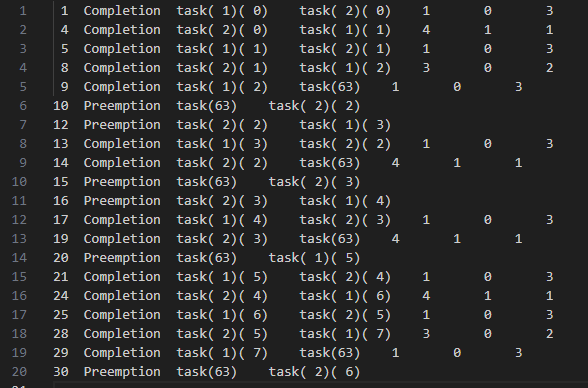 1 1 Completion task( 1)( 0) task( 2)( 0) 1 0 3
2 4 Completion task( 2)( 0) task( 1)( 1) 4 1 1
3 5 Completion task( 1)( 1) task( 2)( 1) 1 0 3
4 8 Completion task( 2)( 1) task( 1)( 2) 3 0 2
5 9 Completion task( 1)( 2) task(63) 1 0 3
6 10 Preemption task(63) task( 2)( 2)
7 12 Preemption task( 2)( 2) task( 1)( 3)
8 13 Completion task( 1)( 3) task( 2)( 2) 1 0 3
9 14 Completion task( 2)( 2) task(63) 4 1 1
10 15 Preemption task(63) task( 2)( 3)
11 16 Preemption task( 2)( 3) task( 1)( 4)
12 17 Completion task( 1)( 4) task( 2)( 3) 1 0 3
13 19 Completion task( 2)( 3) task(63) 4 1 1
14 20 Preemption task(63) task( 1)( 5)
15 21 Completion task( 1)( 5) task( 2)( 4) 1 0 3
16 24 Completion task( 2)( 4) task( 1)( 6) 4 1 1
17 25 Completion task( 1)( 6) task( 2)( 5) 1 0 3
18 28 Completion task( 2)( 5) task( 1)( 7) 3 0 2
19 29 Completion task( 1)( 7) task(63) 1 0 3
20 30 Preemption task(63) task( 2)( 6)